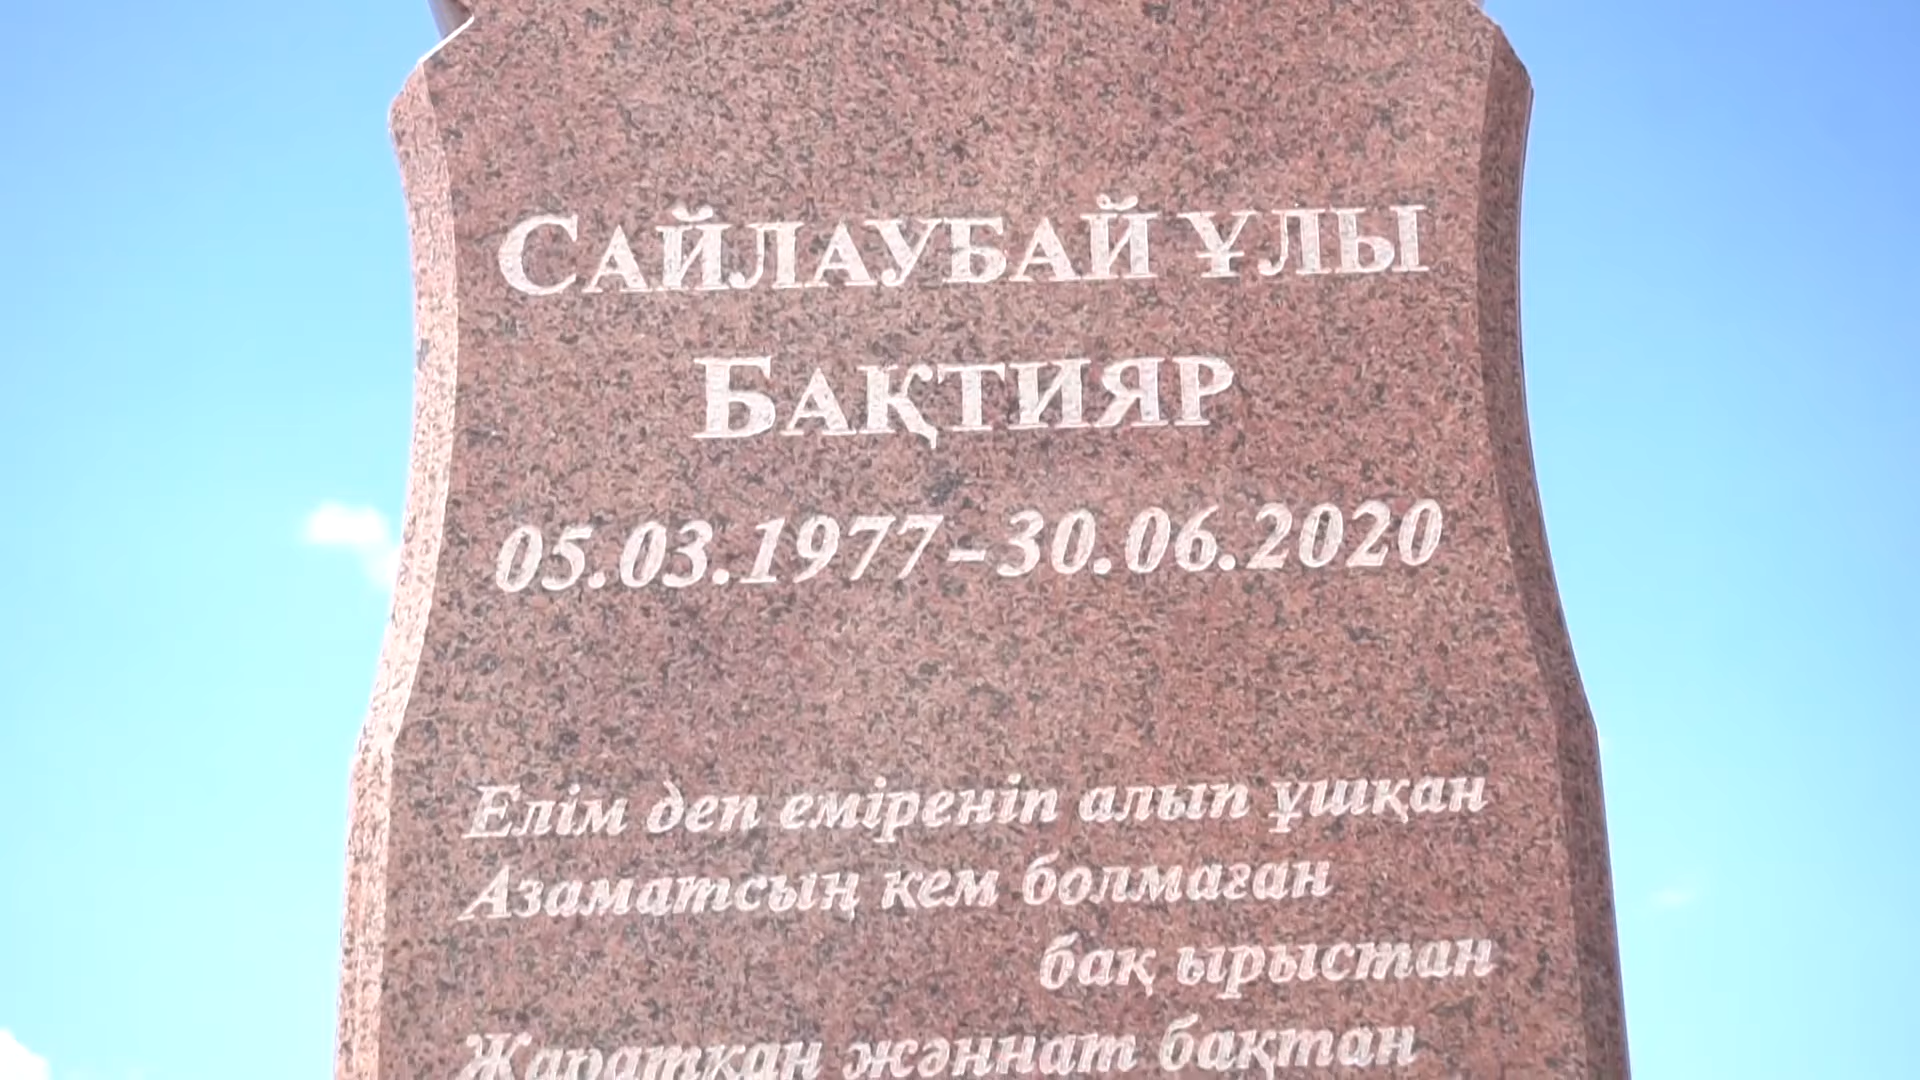 САЙЛАУБАЙ ҰЛЫ
БАҚТИЯР
05.03.1977–30.06.2020
Елім деп еміреніп алып ұшқан
Азаматсың кем болмаған
бақ ырыстан
Жаратқан жәннат бақтан